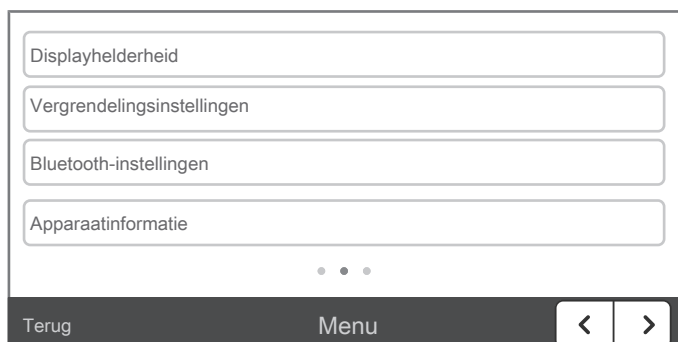 Displayhelderheid
Vergrendelingsinstellingen
Bluetooth-instellingen
Apparaatinformatie
Terug
Menu